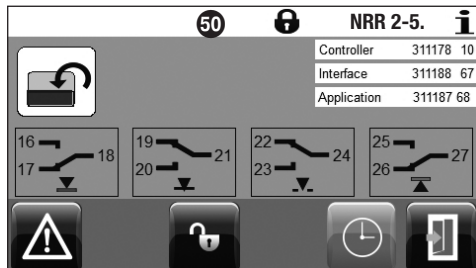 50 NRR 2-5. i
Controller 311178 10
Interface 311188 67
Application 311187 68
16 17 18
19 20 21
22 23 24
25 26 27